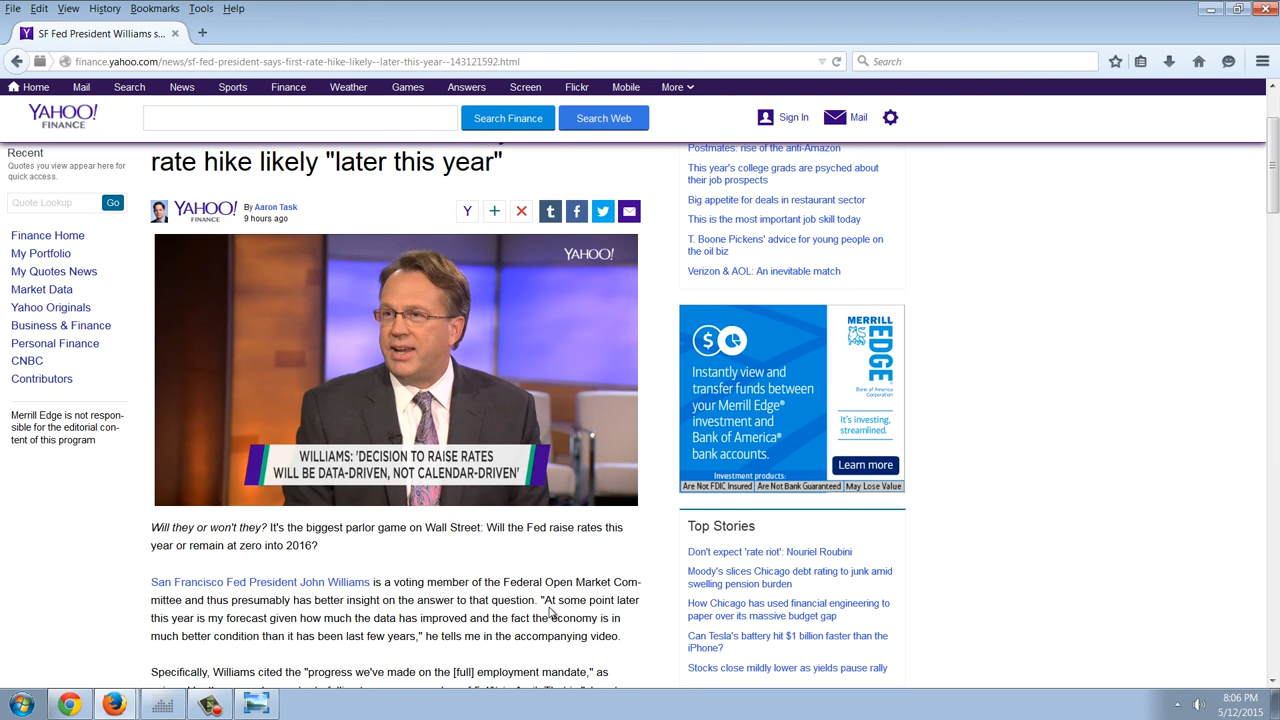 File Edit View History Bookmarks Tools Help
SF Fed President Williams s... × +
finance.yahoo.com/news/sf-fed-president-says-first-rate-hike-likely--later-this-year--143121592.html
Search
Home Mail Search News Sports Finance Weather Games Answers Screen Flickr Mobile More
YAHOO!
FINANCE
Search Finance
Search Web
Sign In
Mail
Recent
Quotes you view appear here for
quick access.
Quote Lookup
Go
Finance Home
My Portfolio
My Quotes News
Market Data
Yahoo Originals
Business & Finance
Personal Finance
CNBC
Contributors
Merrill Edge is not respon-
sible for the editorial con-
tent of this program
rate hike likely "later this year"
YAHOO!
FINANCE
By Aaron Task
9 hours ago
Y + × t f
YAHOO!
WILLIAMS: 'DECISION TO RAISE RATES
WILL BE DATA-DRIVEN, NOT CALENDAR-DRIVEN'
Will they or won't they? It's the biggest parlor game on Wall Street: Will the Fed raise rates this
year or remain at zero into 2016?
San Francisco Fed President John Williams is a voting member of the Federal Open Market Com-
mittee and thus presumably has better insight on the answer to that question. "At some point later
this year is my forecast given how much the data has improved and the fact the economy is in
much better condition than it has been last few years," he tells me in the accompanying video.
Specifically, Williams cited the "progress we've made on the [full] employment mandate," as
Postmates: rise of the anti-Amazon
This year's college grads are psyched about
their job prospects
Big appetite for deals in restaurant sector
This is the most important job skill today
T. Boone Pickens' advice for young people on
the oil biz
Verizon & AOL: An inevitable match
$
Instantly view and
transfer funds between
your Merrill Edge®
investment and
Bank of America®
bank accounts.
Investment products:
Are Not FDIC Insured Are Not Bank Guaranteed May Lose Value
MERRILL
EDGE®
Bank of America
Corporation
It's investing,
streamlined.
Learn more
Top Stories
Don't expect 'rate riot': Nouriel Roubini
Moody's slices Chicago debt rating to junk amid
swelling pension burden
How Chicago has used financial engineering to
paper over its massive budget gap
Can Tesla's battery hit $1 billion faster than the
iPhone?
Stocks close mildly lower as yields pause rally
8:06 PM
5/12/2015